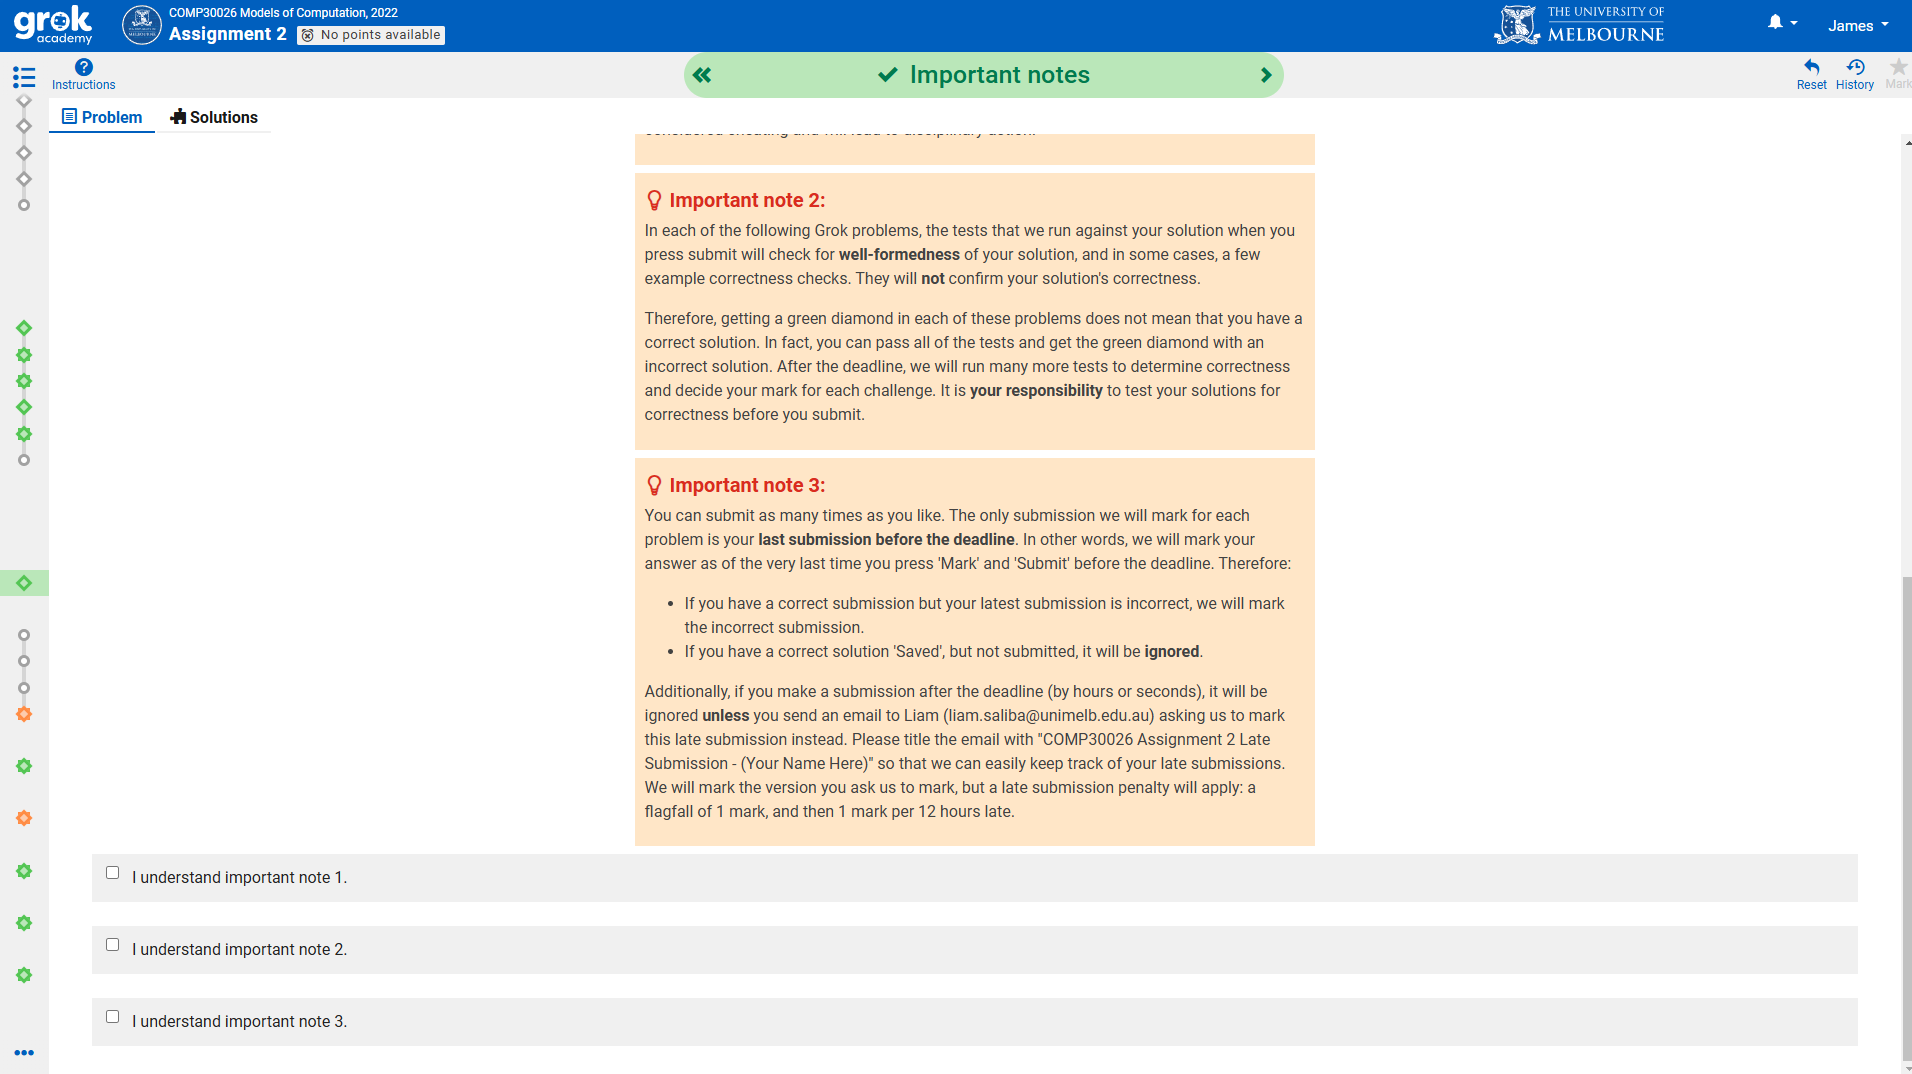 grok
academy
COMP30026 Models of Computation, 2022
Assignment 2 No points available
THE UNIVERSITY OF
MELBOURNE
James
Instructions
Important notes
Reset History Mark
Problem Solutions
considered cheating and will lead to disciplinary action.
Important note 2:
In each of the following Grok problems, the tests that we run against your solution when you
press submit will check for well-formedness of your solution, and in some cases, a few
example correctness checks. They will not confirm your solution's correctness.
Therefore, getting a green diamond in each of these problems does not mean that you have a
correct solution. In fact, you can pass all of the tests and get the green diamond with an
incorrect solution. After the deadline, we will run many more tests to determine correctness
and decide your mark for each challenge. It is your responsibility to test your solutions for
correctness before you submit.
Important note 3:
You can submit as many times as you like. The only submission we will mark for each
problem is your last submission before the deadline. In other words, we will mark your
answer as of the very last time you press 'Mark' and 'Submit' before the deadline. Therefore:
• If you have a correct submission but your latest submission is incorrect, we will mark
the incorrect submission.
• If you have a correct solution 'Saved', but not submitted, it will be ignored.
Additionally, if you make a submission after the deadline (by hours or seconds), it will be
ignored unless you send an email to Liam (liam.saliba@unimelb.edu.au) asking us to mark
this late submission instead. Please title the email with "COMP30026 Assignment 2 Late
Submission - (Your Name Here)" so that we can easily keep track of your late submissions.
We will mark the version you ask us to mark, but a late submission penalty will apply: a
flagfall of 1 mark, and then 1 mark per 12 hours late.
I understand important note 1.
I understand important note 2.
I understand important note 3.